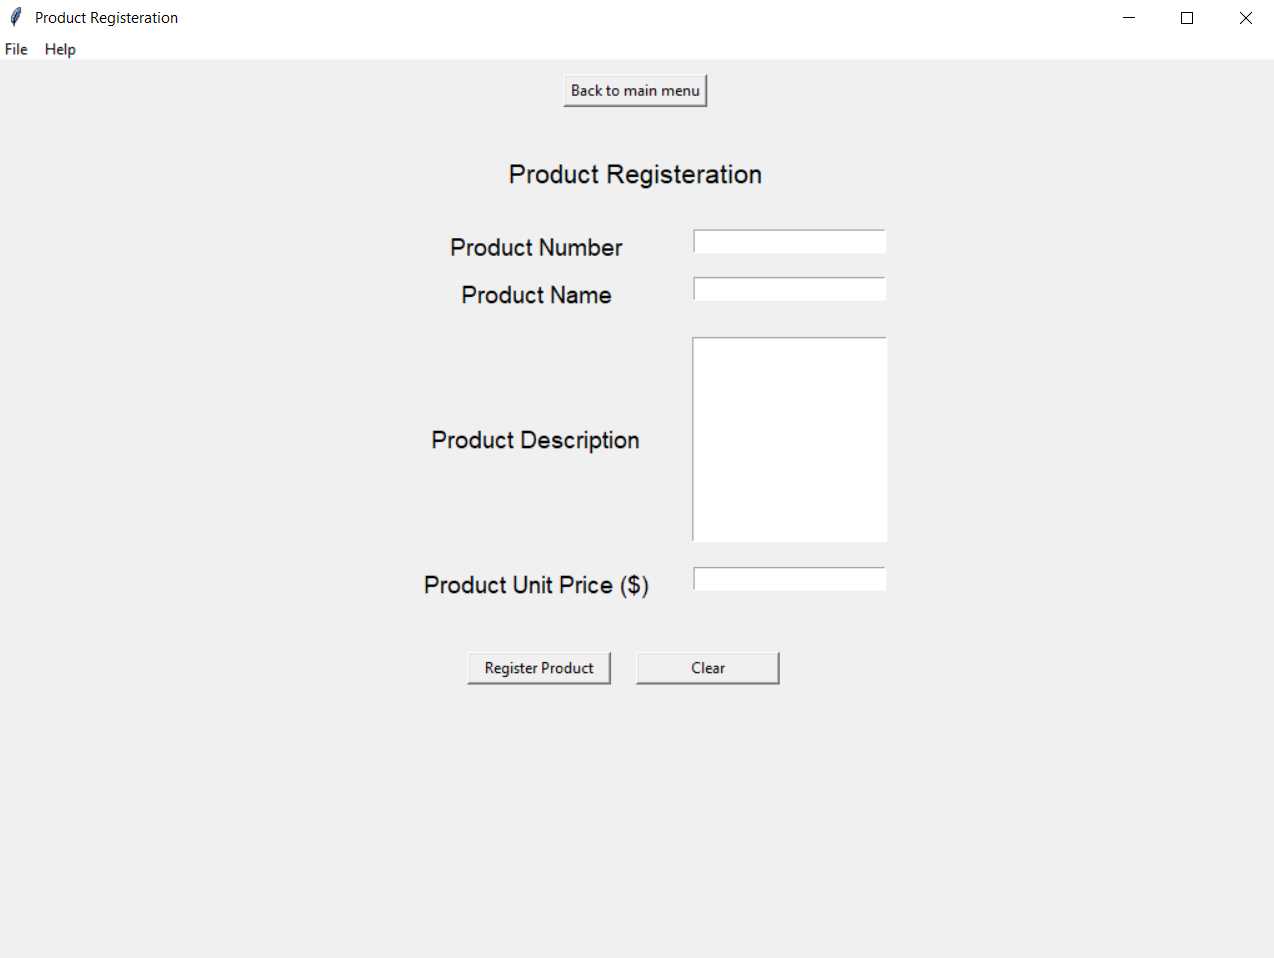 Product Registeration
File Help
Back to main menu
Product Registeration
Product Number
Product Name
Product Description
Product Unit Price ($)
Register Product Clear